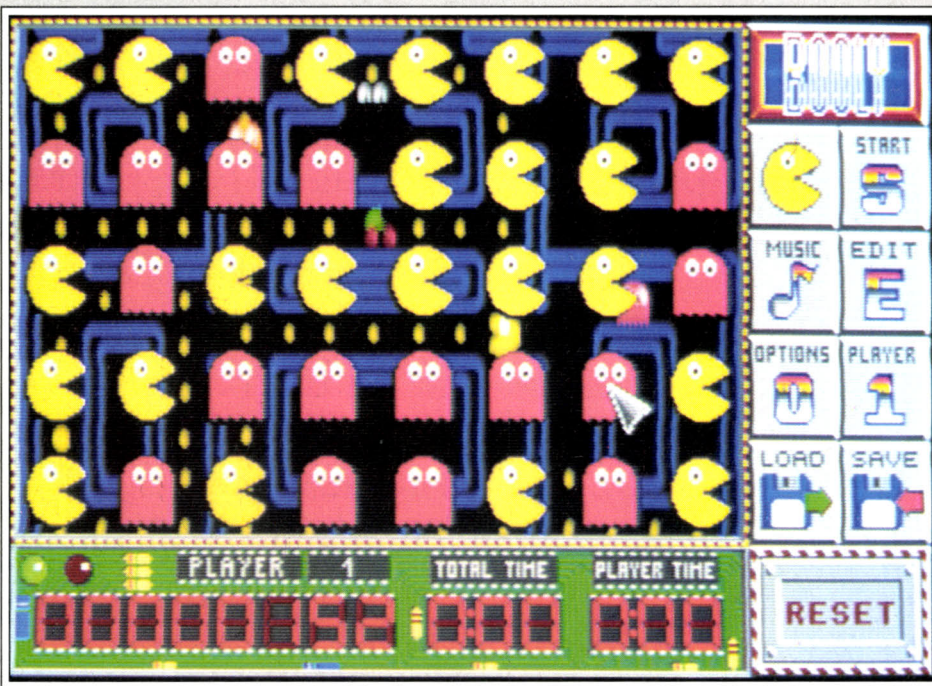 BOOLY
START
S
MUSIC
EDIT
E
OPTIONS
O
PLAYER
1
LOAD
SAVE
PLAYER 1
TOTAL TIME
PLAYER TIME
0:00
0:00
RESET